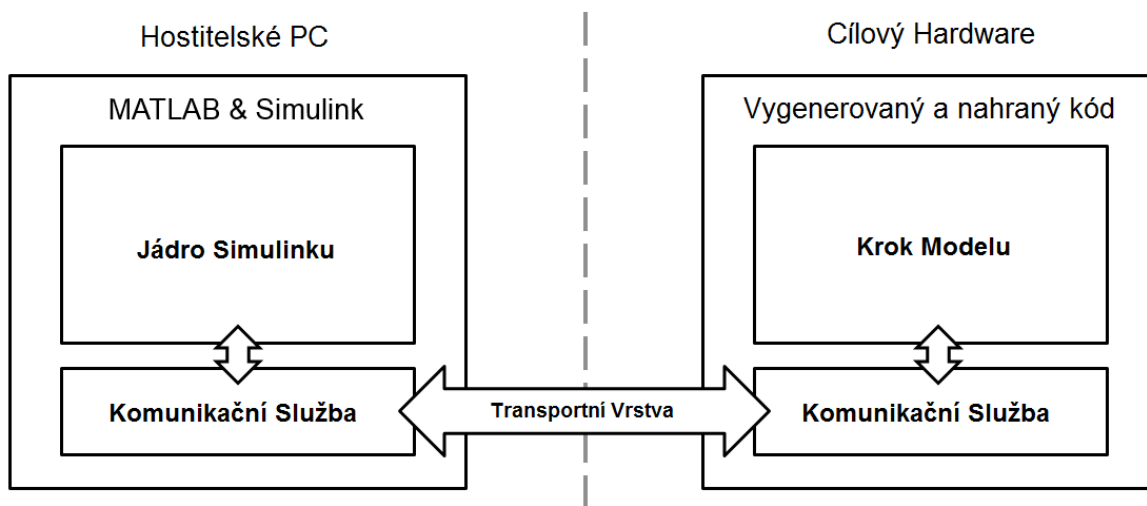 Hostitelské PC
Cílový Hardware
MATLAB & Simulink
Vygenerovaný a nahraný kód
Jádro Simulinku
Krok Modelu
Komunikační Služba
Transportní Vrstva
Komunikační Služba